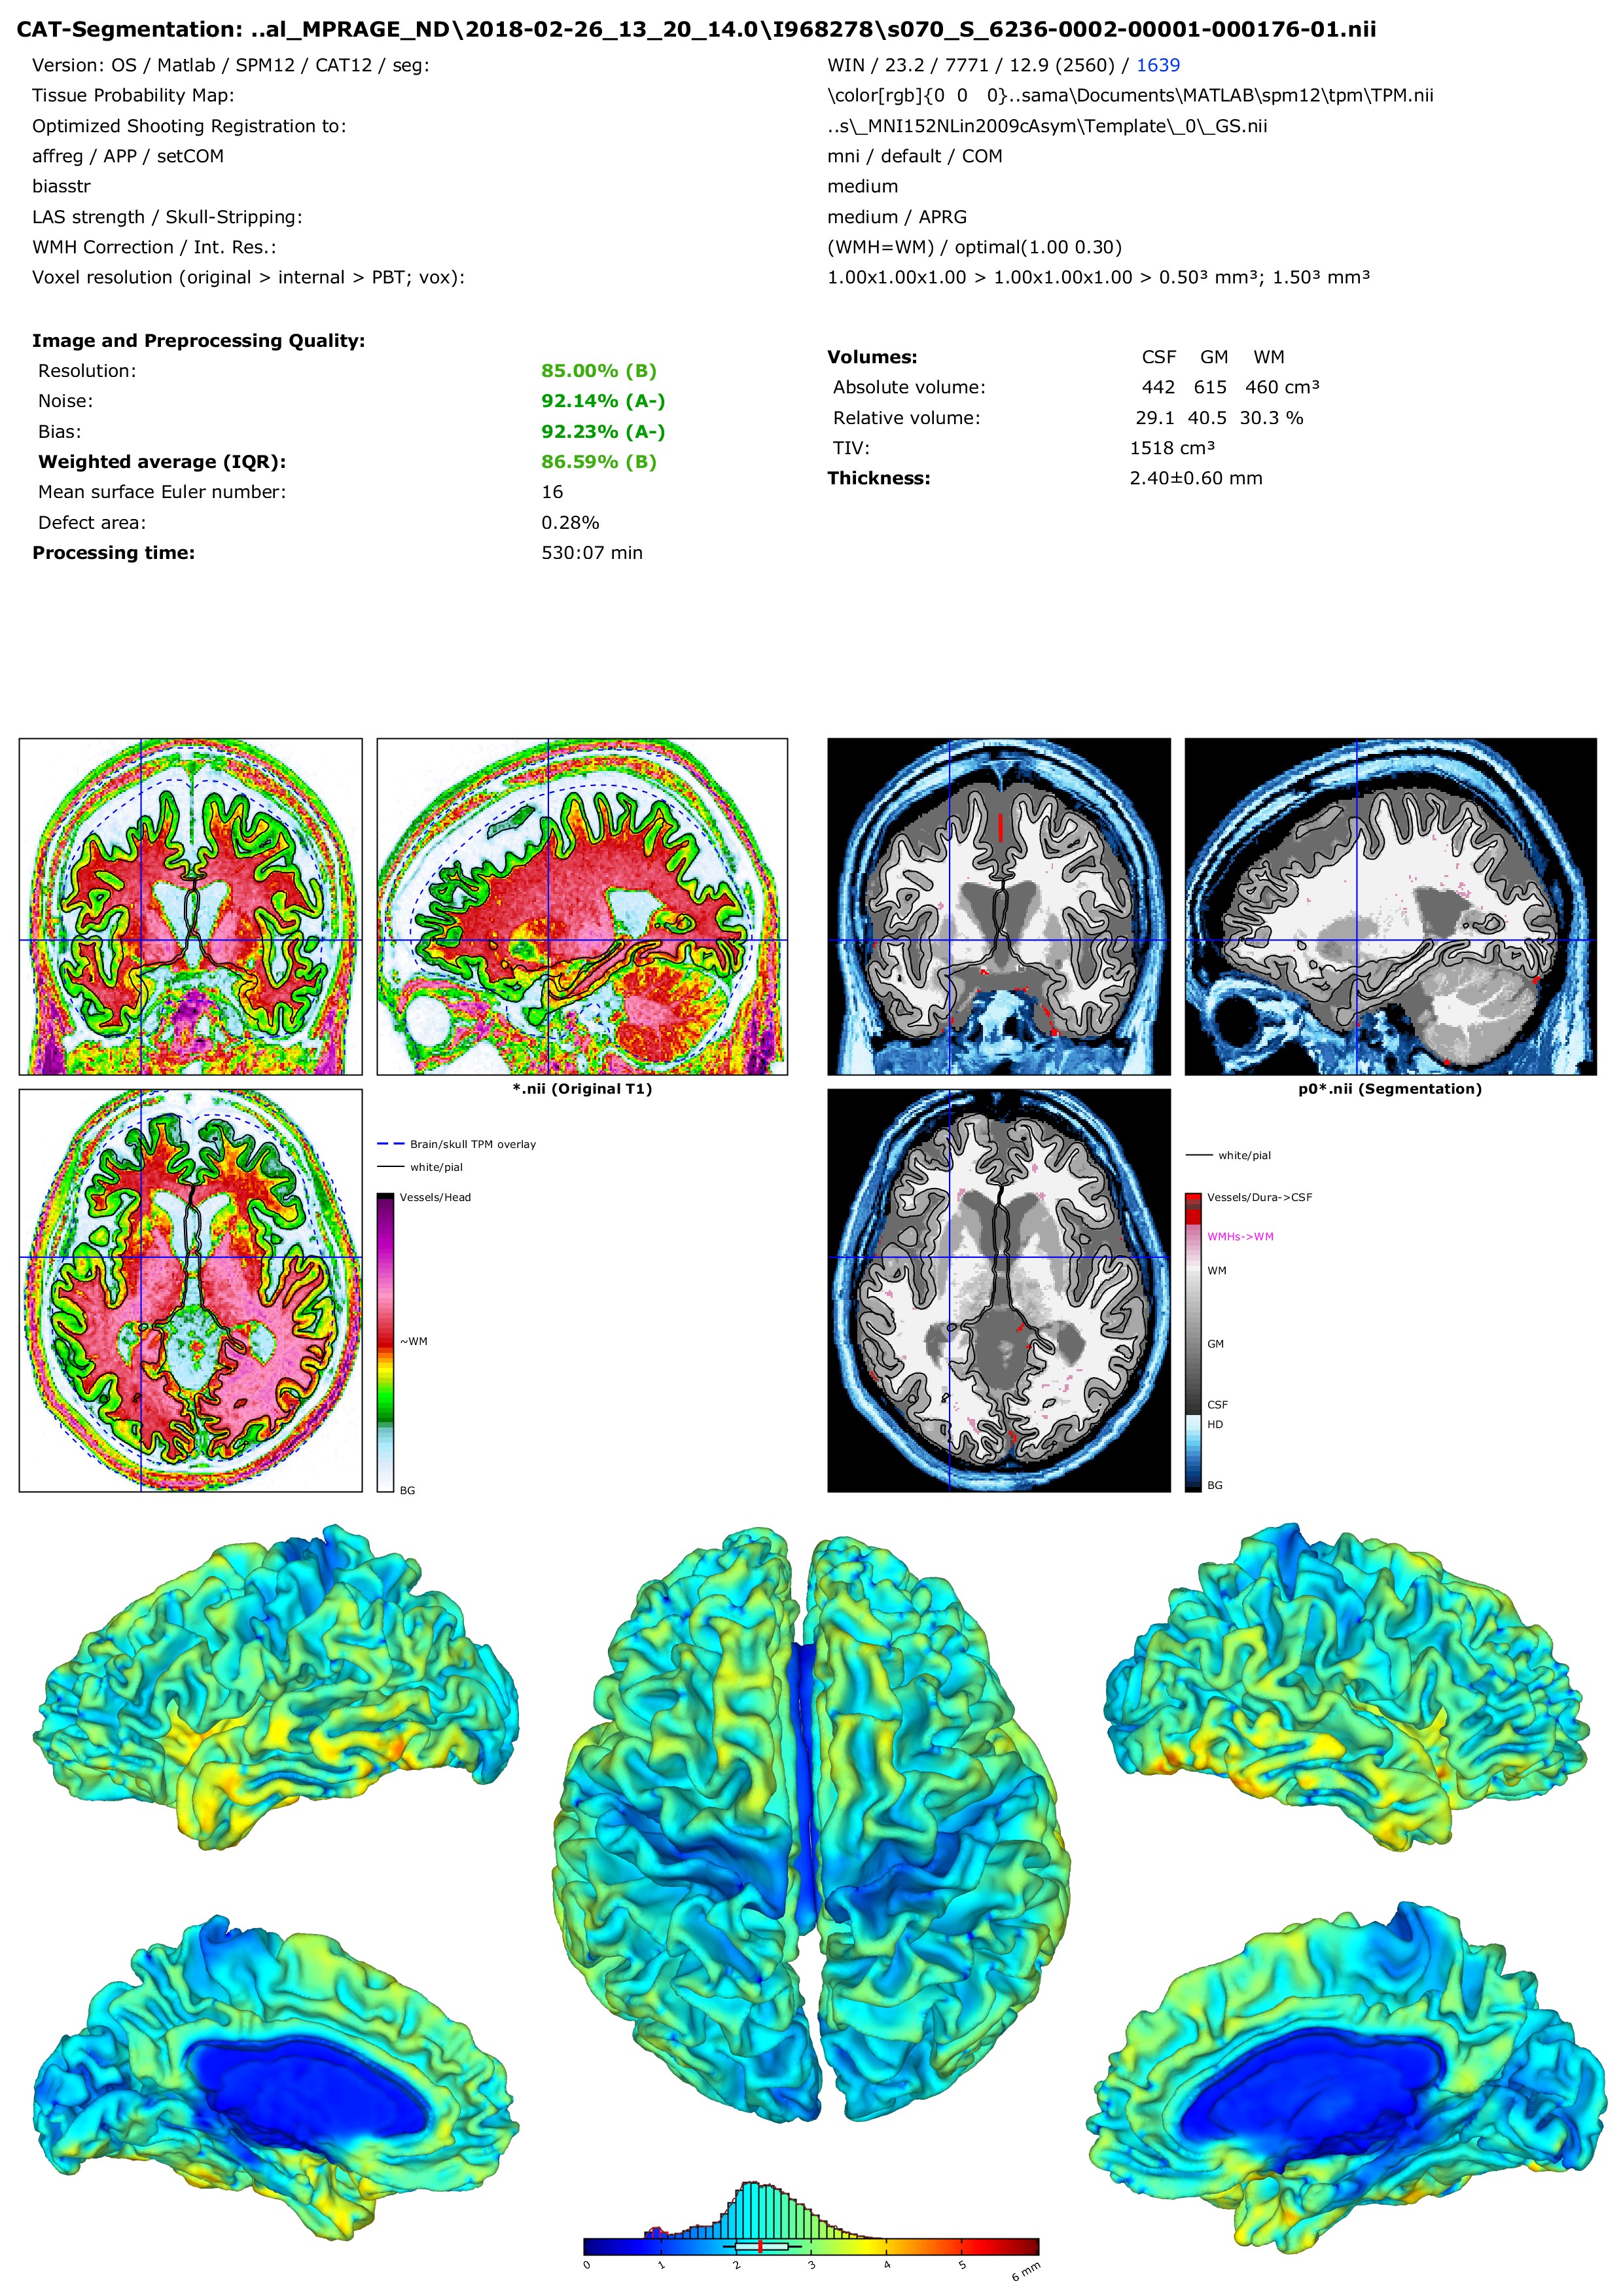 CAT-Segmentation: ..al_MPRAGE_ND\2018-02-26_13_20_14.0\I968278\s070_S_6236-0002-00001-000176-01.nii
Version: OS / Matlab / SPM12 / CAT12 / seg: WIN / 23.2 / 7771 / 12.9 (2560) / 1639
Tissue Probability Map: \color[rgb]{0 0 0}..sama\Documents\MATLAB\spm12\tpm\TPM.nii
Optimized Shooting Registration to: ..s\_MNI152NLin2009cAsym\Template\_0\_GS.nii
affreg / APP / setCOM mni / default / COM
biasstr medium
LAS strength / Skull-Stripping: medium / APRG
WMH Correction / Int. Res.: (WMH=WM) / optimal(1.00 0.30)
Voxel resolution (original > internal > PBT; vox): 1.00x1.00x1.00 > 1.00x1.00x1.00 > 0.50³ mm³; 1.50³ mm³
Image and Preprocessing Quality:
Resolution: 85.00% (B)
Noise: 92.14% (A-)
Bias: 92.23% (A-)
Weighted average (IQR): 86.59% (B)
Mean surface Euler number: 16
Defect area: 0.28%
Processing time: 530:07 min
Volumes: CSF GM WM
Absolute volume: 442 615 460 cm³
Relative volume: 29.1 40.5 30.3 %
TIV: 1518 cm³
Thickness: 2.40±0.60 mm
*.nii (Original T1)
Brain/skull TPM overlay
white/pial
Vessels/Head
~WM
BG
p0*.nii (Segmentation)
white/pial
Vessels/Dura->CSF
WMHs->WM
WM
GM
CSF
HD
BG
0 1 2 3 4 5 6 mm